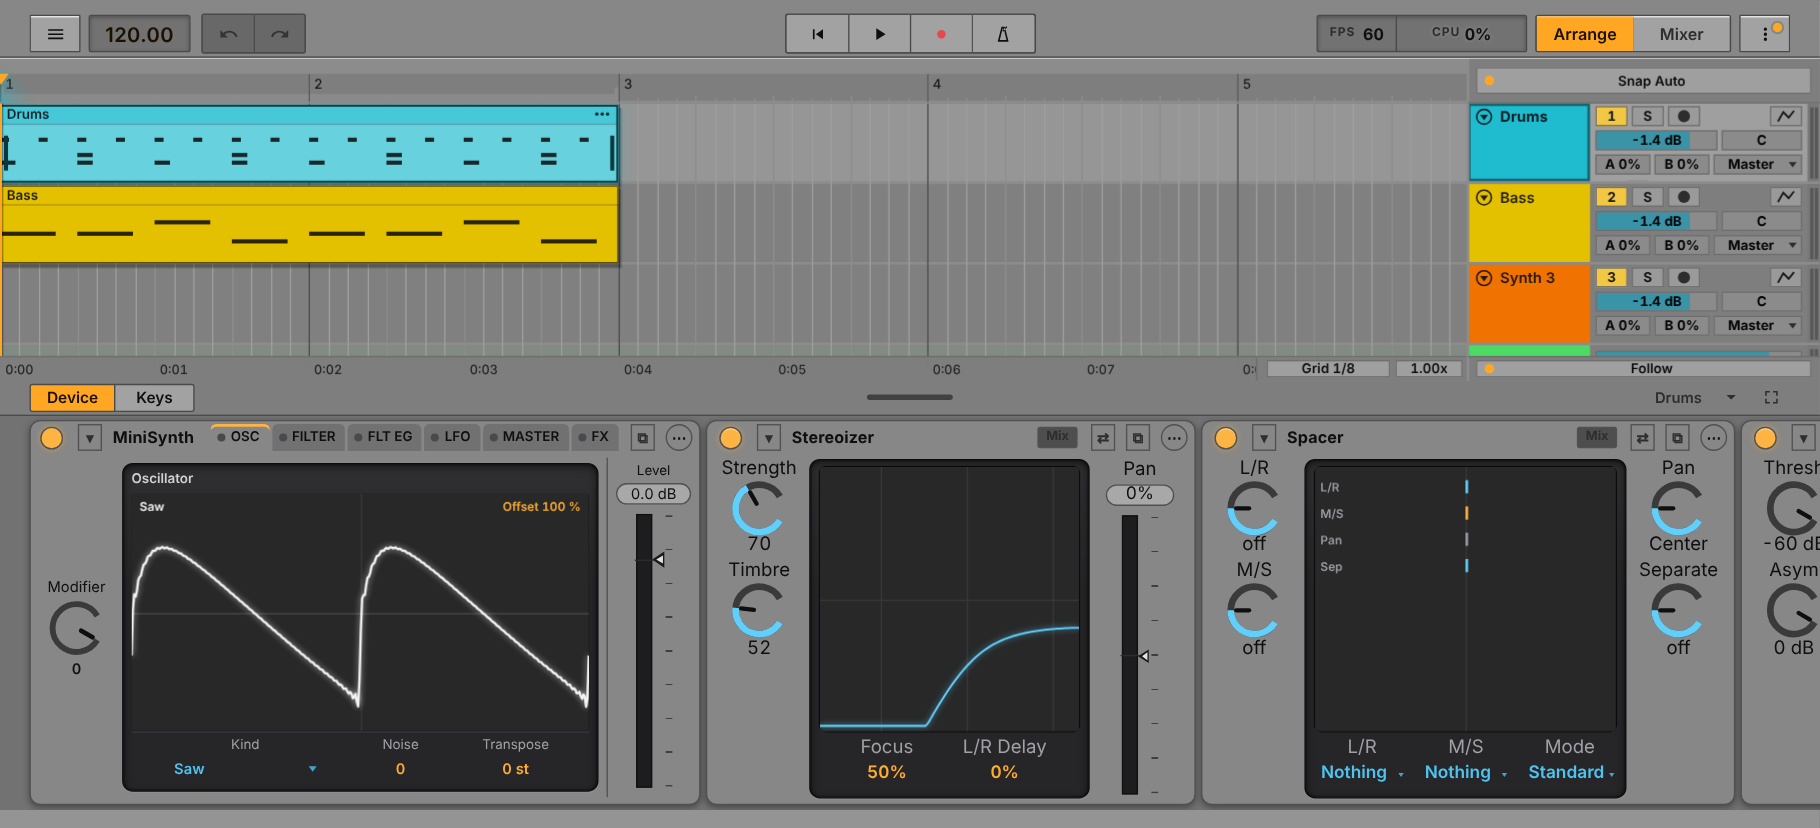 120.00
FPS 60 CPU 0%
Arrange Mixer
1 2 3 4 5
Snap Auto
Drums
Drums 1 S
-1.4 dB C
A 0% B 0% Master
Bass
Bass 2 S
-1.4 dB C
A 0% B 0% Master
Synth 3 3 S
-1.4 dB C
A 0% B 0% Master
0:00 0:01 0:02 0:03 0:04 0:05 0:06 0:07
Grid 1/8 1.00x Follow
Device Keys
Drums
MiniSynth OSC FILTER FLT EG LFO MASTER FX
Oscillator
Saw Offset 100 %
Modifier
0
Kind Noise Transpose
Saw 0 0 st
Level
0.0 dB
Stereoizer Mix
Strength
70
Timbre
52
Focus L/R Delay
50% 0%
Pan
0%
Spacer Mix
L/R
off
M/S
off
L/R
M/S
Pan
Sep
L/R M/S Mode
Nothing Nothing Standard
Pan
Center
Separate
off
Thresh
-60 dB
Asym
0 dB